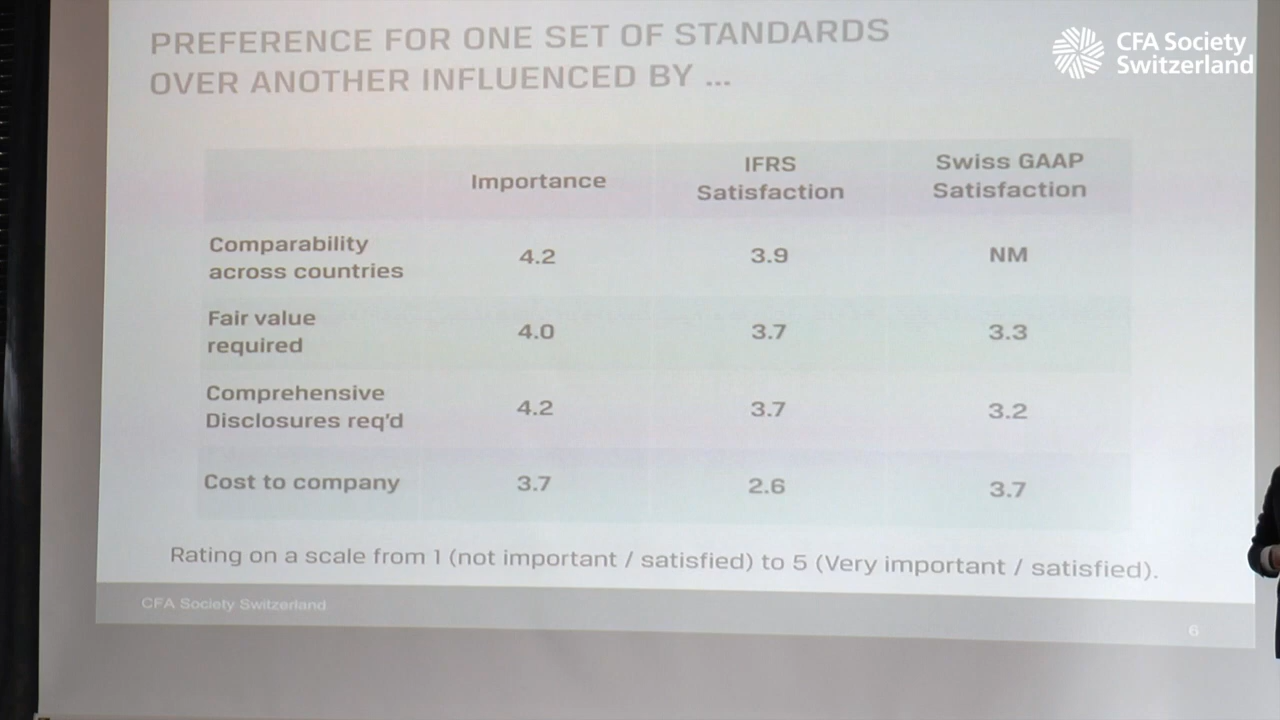 PREFERENCE FOR ONE SET OF STANDARDS
OVER ANOTHER INFLUENCED BY ...
CFA Society
Switzerland
Importance
IFRS
Satisfaction
Swiss GAAP
Satisfaction
Comparability
across countries
4.2
3.9
NM
Fair value
required
4.0
3.7
3.3
Comprehensive
Disclosures req'd
4.2
3.7
3.2
Cost to company
3.7
2.6
3.7
Rating on a scale from 1 (not important / satisfied) to 5 (Very important / satisfied).
CFA Society Switzerland
6